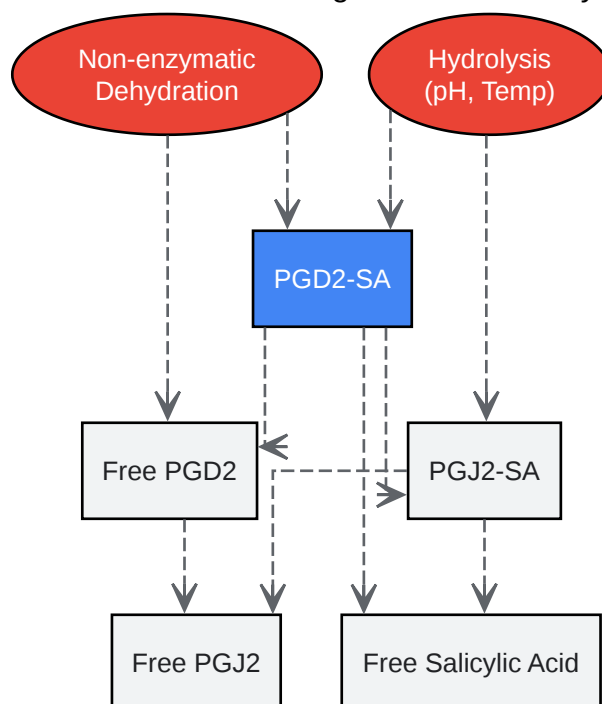 Non-enzymatic
Dehydration
Hydrolysis
(pH, Temp)
PGD2-SA
Free PGD2
PGJ2-SA
Free PGJ2
Free Salicylic Acid